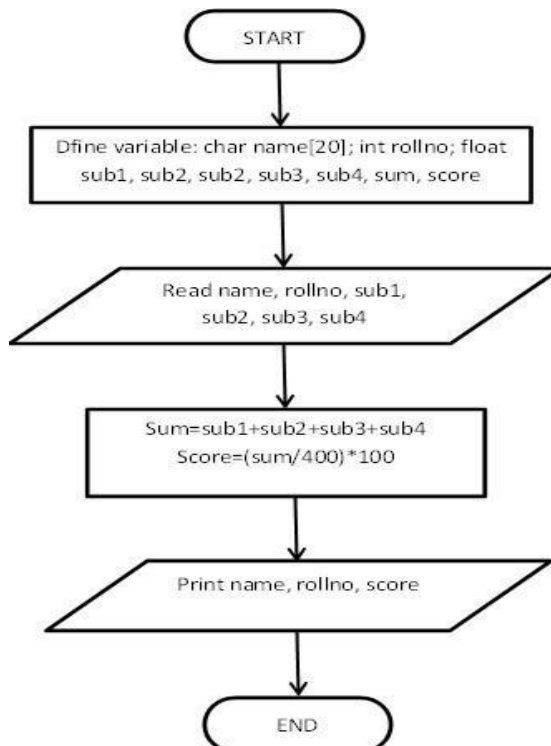 START
Dfine variable: char name[20]; int rollno; float
sub1, sub2, sub2, sub3, sub4, sum, score
Read name, rollno, sub1,
sub2, sub3, sub4
Sum=sub1+sub2+sub3+sub4
Score=(sum/400)*100
Print name, rollno, score
END